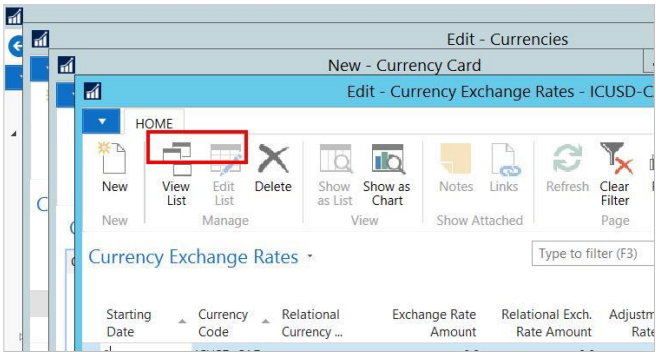 Edit - Currencies
New - Currency Card
Edit - Currency Exchange Rates - ICUSD-C
HOME
New
View List
Edit List
Delete
Show as List
Show as Chart
Notes
Links
Refresh
Clear Filter
New
Manage
View
Show Attached
Page
Currency Exchange Rates
Type to filter (F3)
Starting Date
Currency Code
Relational Currency ...
Exchange Rate Amount
Relational Exch. Rate Amount
Adjustm Rate